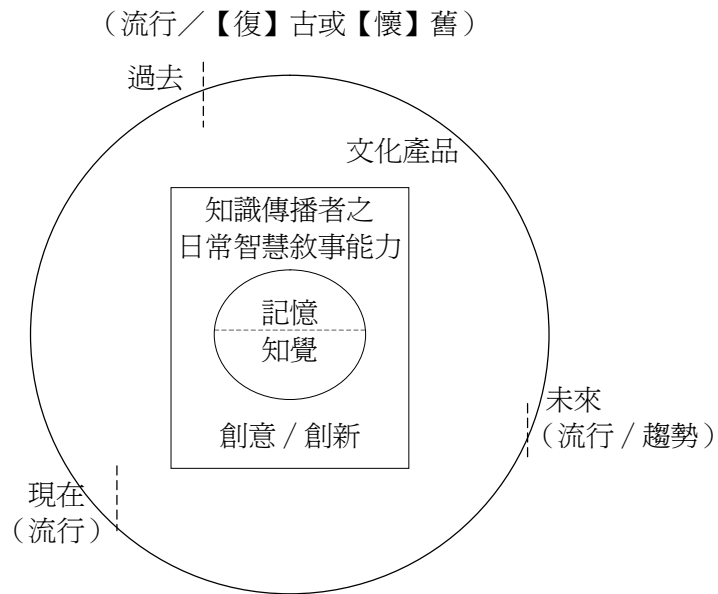 （流行／【復】古或【懷】舊）
過去
文化產品
知識傳播者之
日常智慧敘事能力
記憶
知覺
創意 / 創新
未來
（流行 / 趨勢）
現在
（流行）